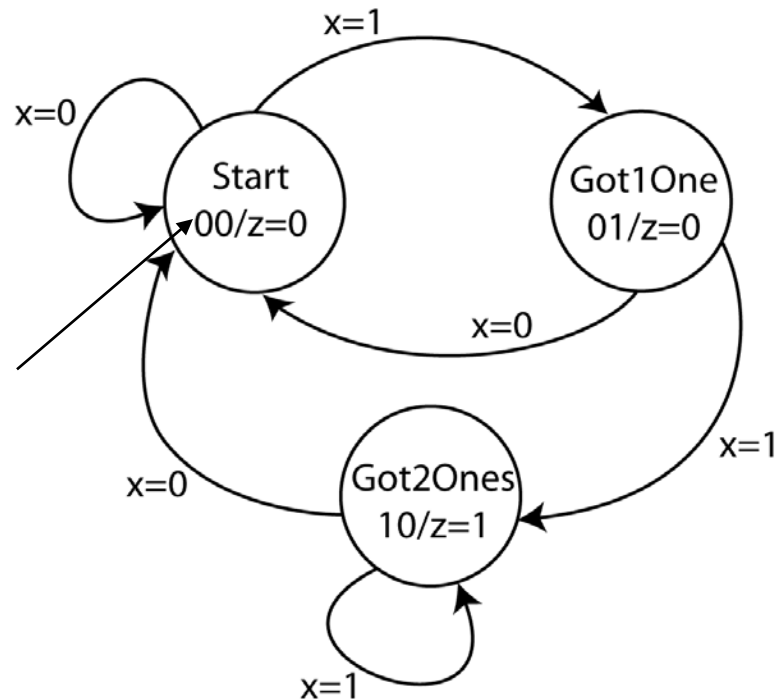 x=1
x=0
Start
00/z=0
Got1One
01/z=0
x=0
x=1
x=0
Got2Ones
10/z=1
x=1